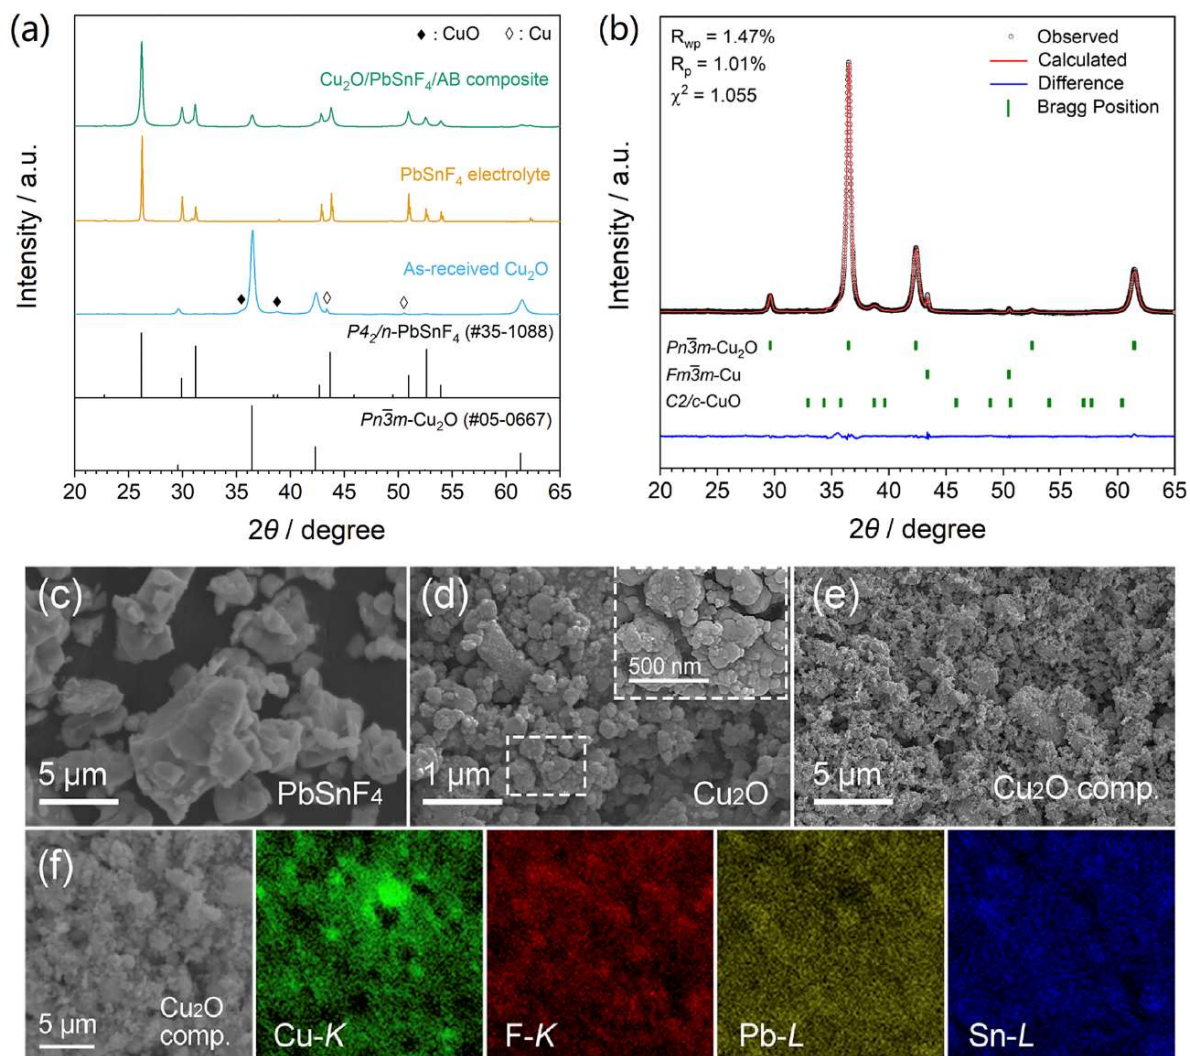 (a)
◆ : CuO ◊ : Cu
Cu₂O/PbSnF₄/AB composite
PbSnF₄ electrolyte
As-received Cu₂O
P4₂/n-PbSnF₄ (#35-1088)
Pn3̅m-Cu₂O (#05-0667)
Intensity / a.u.
20 25 30 35 40 45 50 55 60 65
2θ / degree
(b)
R_wp = 1.47%
R_p = 1.01%
χ² = 1.055
Observed
Calculated
Difference
Bragg Position
Pn3̅m-Cu₂O
Fm3̅m-Cu
C2/c-CuO
Intensity / a.u.
20 25 30 35 40 45 50 55 60 65
2θ / degree
(c)
5 μm
PbSnF₄
(d)
500 nm
1 μm
Cu₂O
(e)
5 μm
Cu₂O comp.
(f)
5 μm
Cu₂O
comp.
Cu-K
F-K
Pb-L
Sn-L